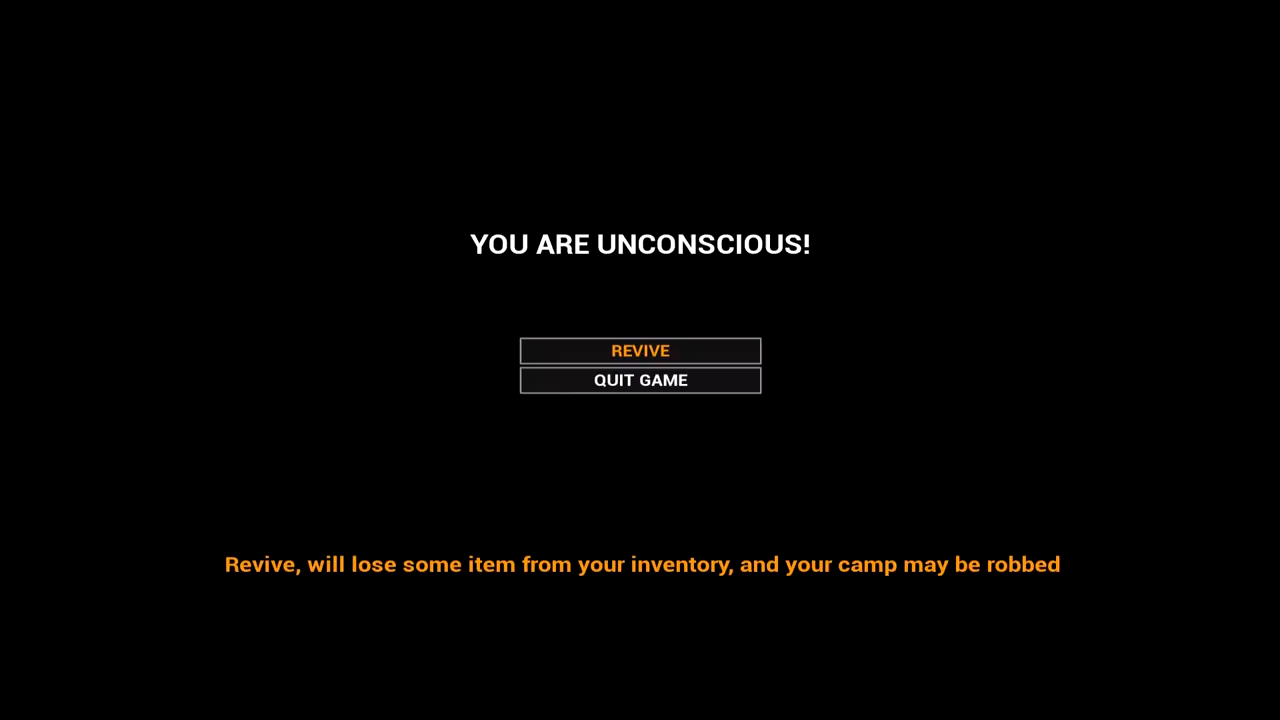 YOU ARE UNCONSCIOUS!
REVIVE
QUIT GAME
Revive, will lose some item from your inventory, and your camp may be robbed